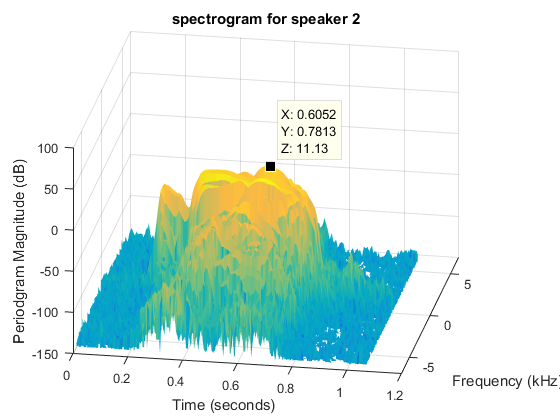 spectrogram for speaker 2
X: 0.6052
Y: 0.7813
Z: 11.13
Periodgram Magnitude (dB)
100
50
0
-50
-100
-150
0
0.2
0.4
0.6
0.8
1
1.2
Time (seconds)
5
0
-5
Frequency (kHz)